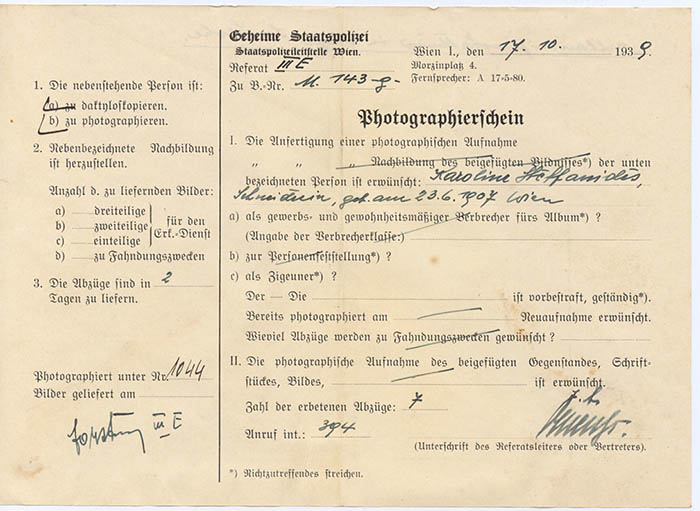 1. Die nebenstehende Person ist:
a) zu daktyloskopieren.
b) zu photographieren.
2. Nebenbezeichnete Nachbildung
ist herzustellen.
Anzahl d. zu liefernden Bilder:
a) dreiteilige
b) zweiteilige
c) einteilige
für den
Erk.-Dienst
d) zu Fahndungszwecken
3. Die Abzüge sind in 2
Tagen zu liefern.
Photographiert unter Nr. 1044
Bilder geliefert am
III E
Geheime Staatspolizei
Staatspolizeileitstelle Wien.
Referat III E
Zu B.-Nr. M. 143 g.
Wien I., den 17. 10. 1939
Morzinplatz 4.
Fernsprecher: A 17-5-80.
Photographierschein
I. Die Anfertigung einer photographischen Aufnahme
„ „ „ Nachbildung des beigefügten Bildnisses*) der unten
bezeichneten Person ist erwünscht: Karoline Steffanides,
Schneiderin, geb. am 23.6.1907 Wien
a) als gewerbs- und gewohnheitsmäßiger Verbrecher fürs Album*) ?
(Angabe der Verbrecherklasse:)
b) zur Personenfeststellung*) ?
c) als Zigeuner*) ?
Der — Die ist vorbestraft, geständig*).
Bereits photographiert am Neuaufnahme erwünscht.
Wieviel Abzüge werden zu Fahndungszwecken gewünscht ?
II. Die photographische Aufnahme des beigefügten Gegenstandes, Schrift-
stückes, Bildes, ist erwünscht.
Zahl der erbetenen Abzüge: 7
Anruf int.: 394
(Unterschrift des Referatsleiters oder Vertreters).
*) Nichtzutreffendes streichen.